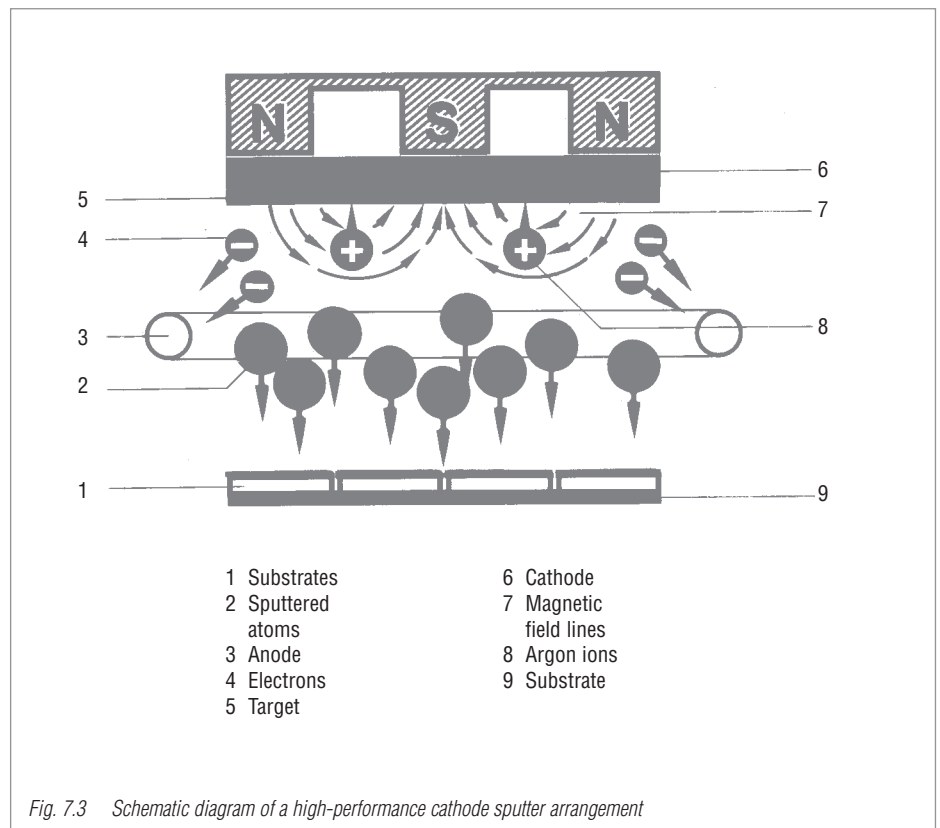 N S N
5
6
4
7
3
8
2
1
9
1 Substrates
2 Sputtered
atoms
3 Anode
4 Electrons
5 Target
6 Cathode
7 Magnetic
field lines
8 Argon ions
9 Substrate
Fig. 7.3 Schematic diagram of a high-performance cathode sputter arrangement